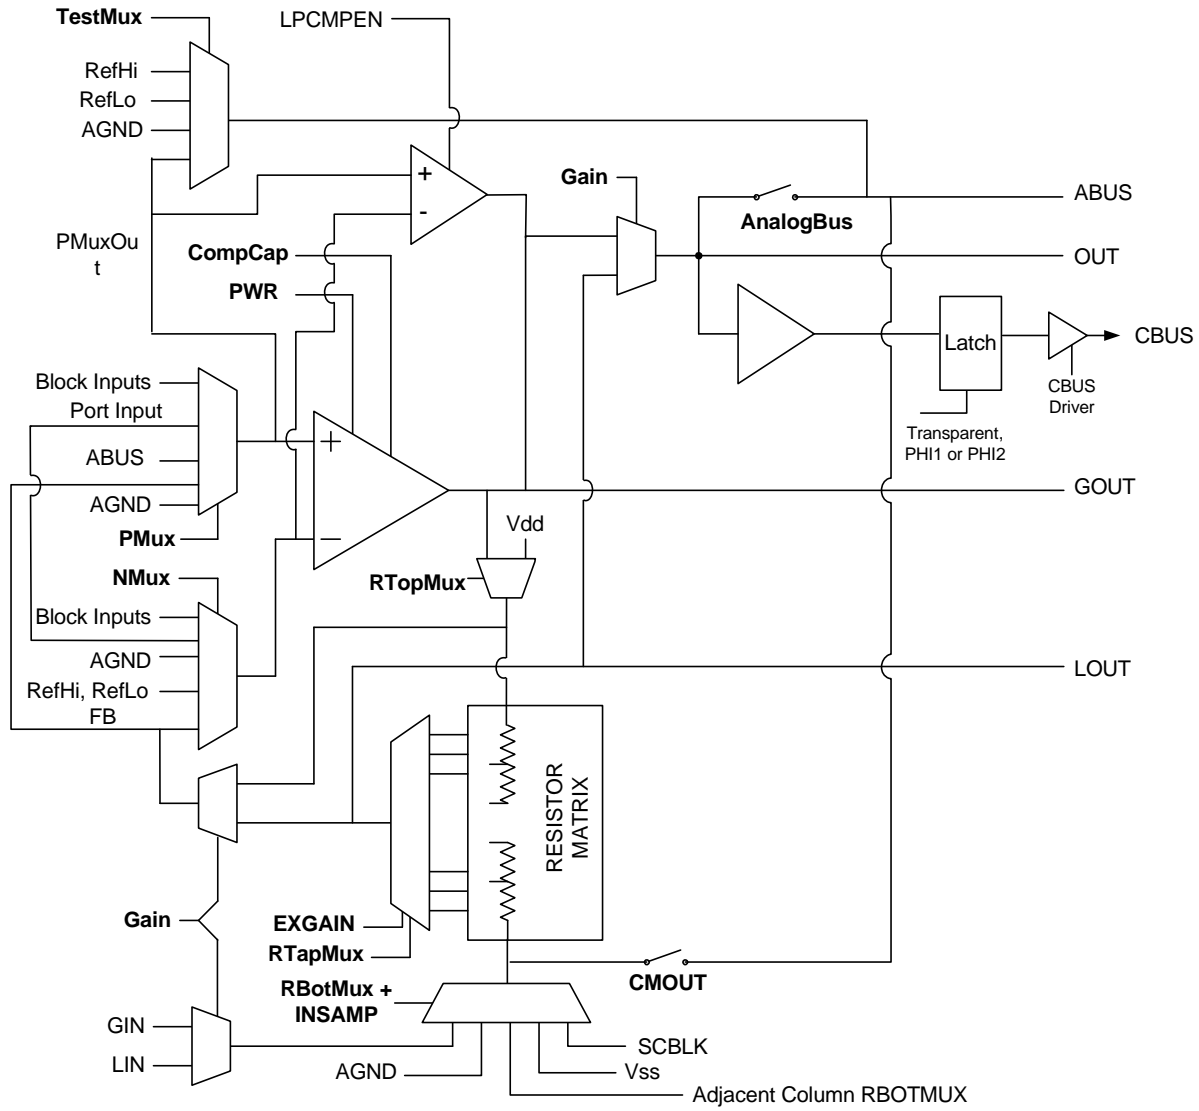 TestMux
LPCMPEN
RefHi
RefLo
AGND
+
-
Gain
ABUS
AnalogBus
PMuxOu
t
CompCap
OUT
PWR
Latch
CBUS
Block Inputs
Port Input
CBUS
Driver
Transparent,
PHI1 or PHI2
+
ABUS
GOUT
AGND
Vdd
PMux
−
NMux
RTopMux
Block Inputs
AGND
LOUT
RefHi, RefLo
FB
RESISTOR
MATRIX
Gain
EXGAIN
RTapMux
CMOUT
RBotMux +
INSAMP
GIN
SCBLK
LIN
AGND
Vss
Adjacent Column RBOTMUX